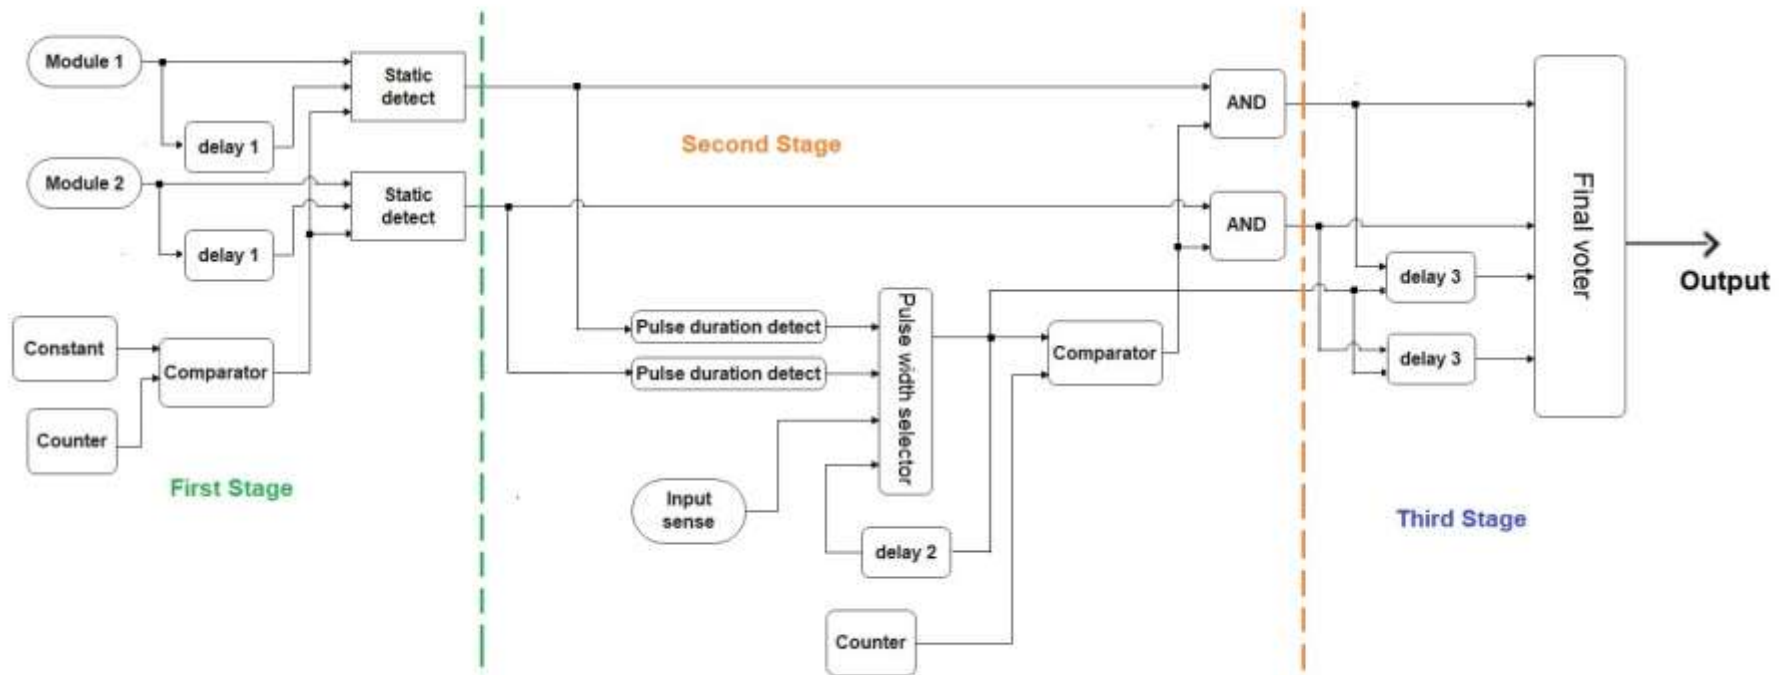 Module 1
Static
detect
delay 1
Module 2
Static
detect
delay 1
Constant
Comparator
Counter
First Stage
Second Stage
Pulse duration detect
Pulse duration detect
Pulse width selector
Input
sense
delay 2
Counter
Comparator
AND
AND
delay 3
delay 3
Final voter
Output
Third Stage